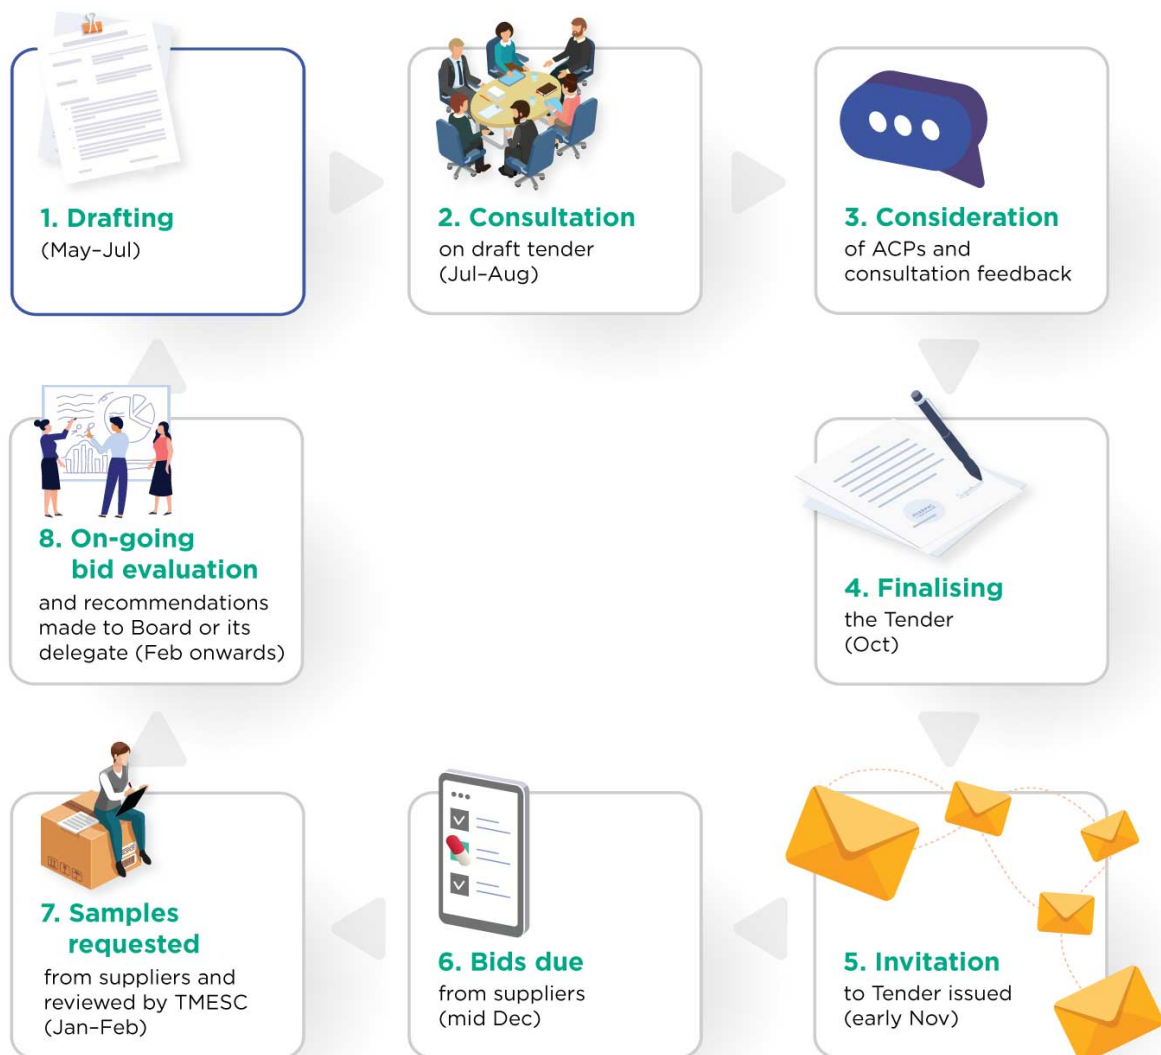 1. Drafting
(May–Jul)
2. Consultation
on draft tender
(Jul–Aug)
3. Consideration
of ACPs and
consultation feedback
4. Finalising
the Tender
(Oct)
5. Invitation
to Tender issued
(early Nov)
6. Bids due
from suppliers
(mid Dec)
7. Samples
requested
from suppliers and
reviewed by TMESC
(Jan–Feb)
8. On-going
bid evaluation
and recommendations
made to Board or its
delegate (Feb onwards)